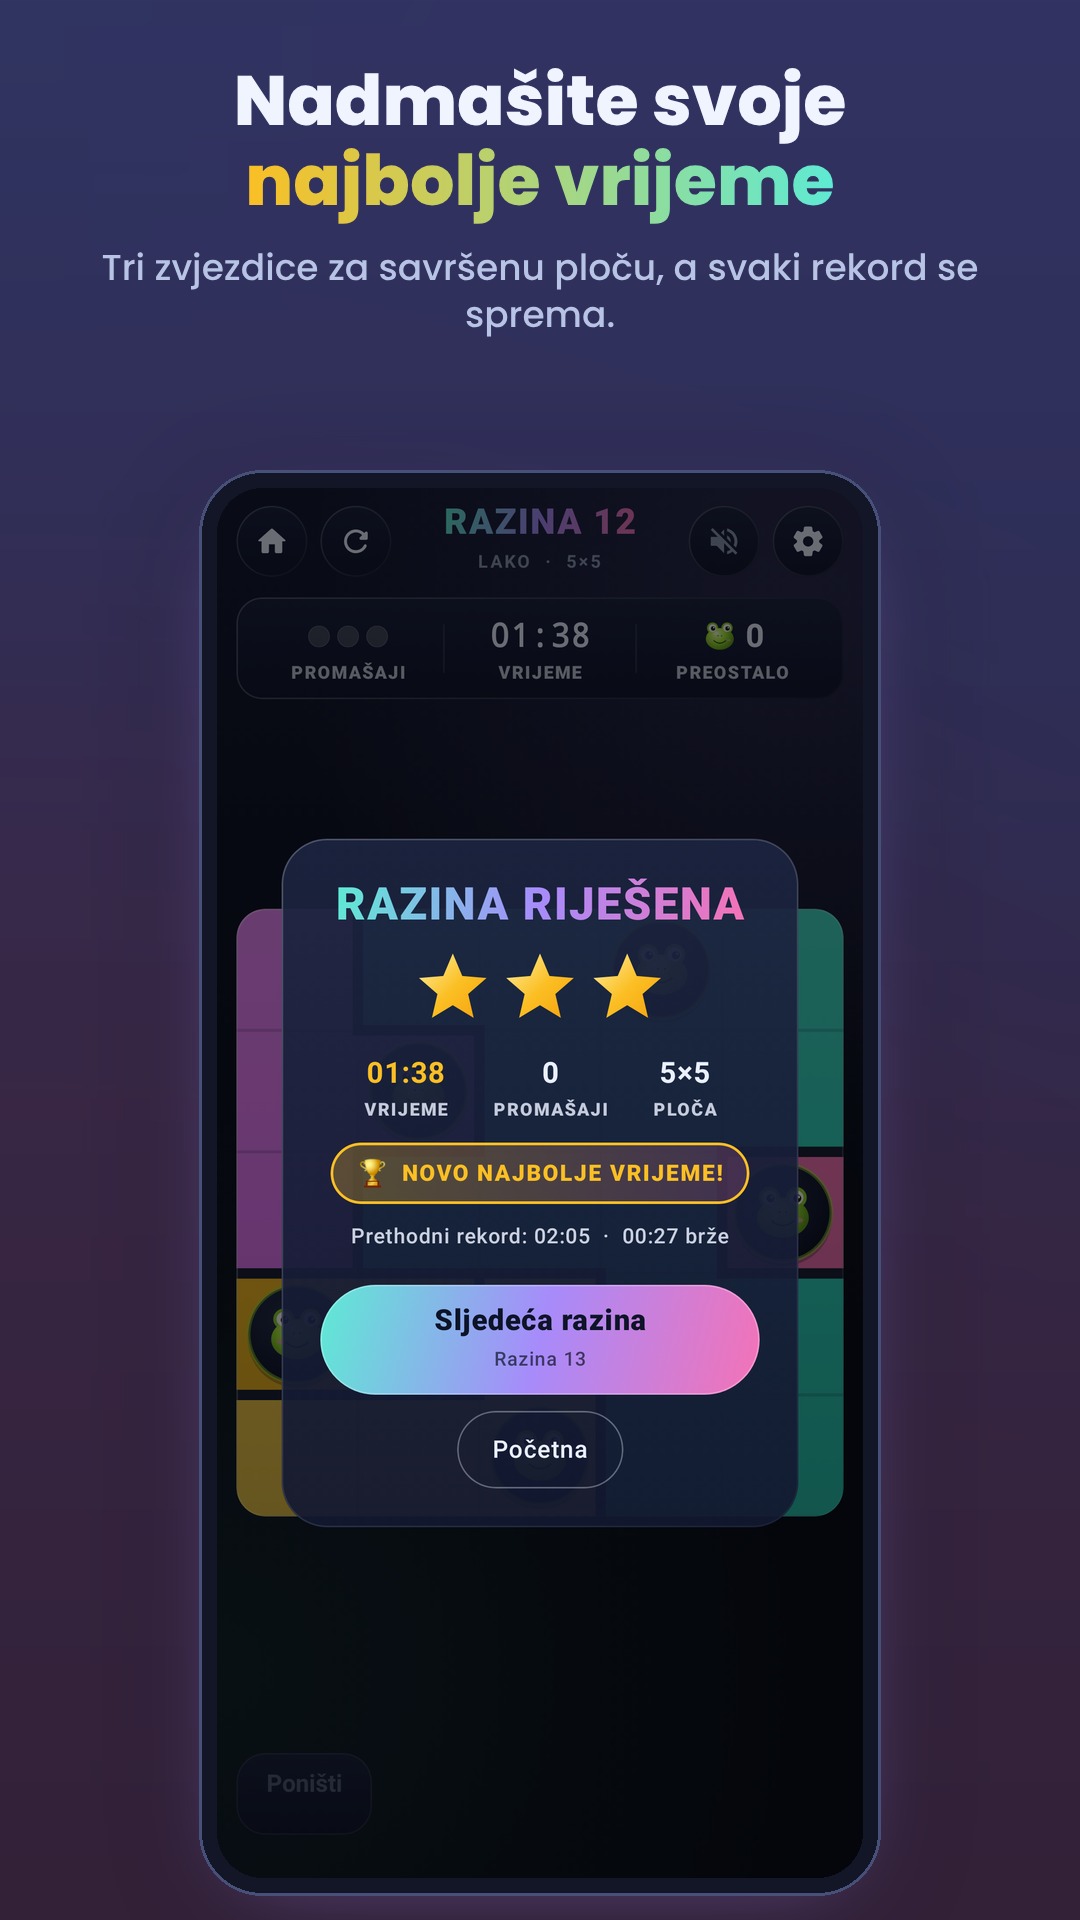 Nadmašite svoje
najbolje vrijeme
Tri zvjezdice za savršenu ploču, a svaki rekord se
sprema.
RAZINA 12
LAKO · 5×5
01:38
0
PROMAŠAJI
VRIJEME
PREOSTALO
RAZINA RIJEŠENA
01:38
0
5×5
VRIJEME
PROMAŠAJI
PLOČA
NOVO NAJBOLJE VRIJEME!
Prethodni rekord: 02:05 · 00:27 brže
Sljedeća razina
Razina 13
Početna
Poništi